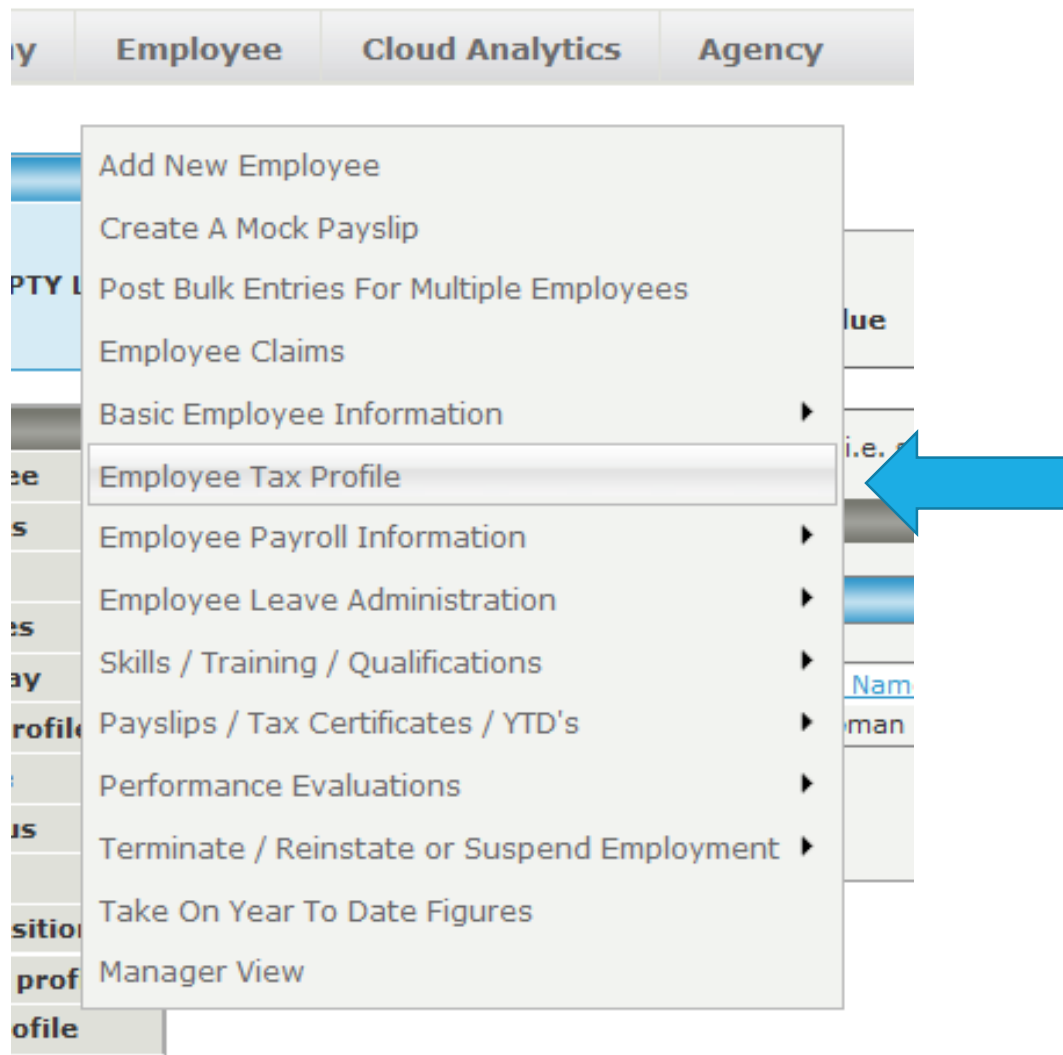 Employee Cloud Analytics Agency
Add New Employee
Create A Mock Payslip
PTY
Post Bulk Entries For Multiple Employees
Employee Claims
Basic Employee Information
i.e.
Employee Tax Profile
Employee Payroll Information
Employee Leave Administration
Skills / Training / Qualifications
Name
Payslips / Tax Certificates / YTD's
Performance Evaluations
Terminate / Reinstate or Suspend Employment
Take On Year To Date Figures
Manager View